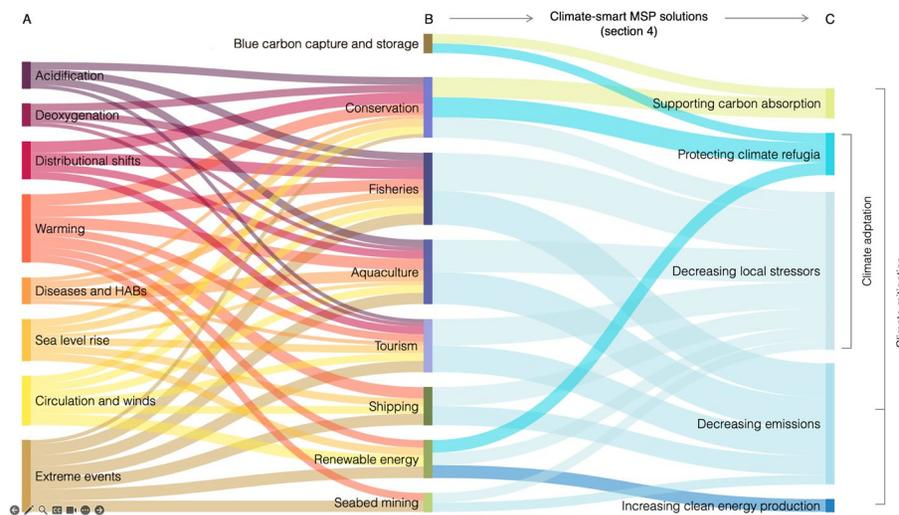 A
B
Climate-smart MSP solutions
(section 4)
C
Blue carbon capture and storage
Acidification
Conservation
Supporting carbon absorption
Deoxygenation
Distributional shifts
Protecting climate refugia
Fisheries
Warming
Climate adptation
Aquaculture
Decreasing local stressors
Diseases and HABs
Sea level rise
Tourism
Circulation and winds
Shipping
Decreasing emissions
Renewable energy
Extreme events
Seabed mining
Increasing clean energy production